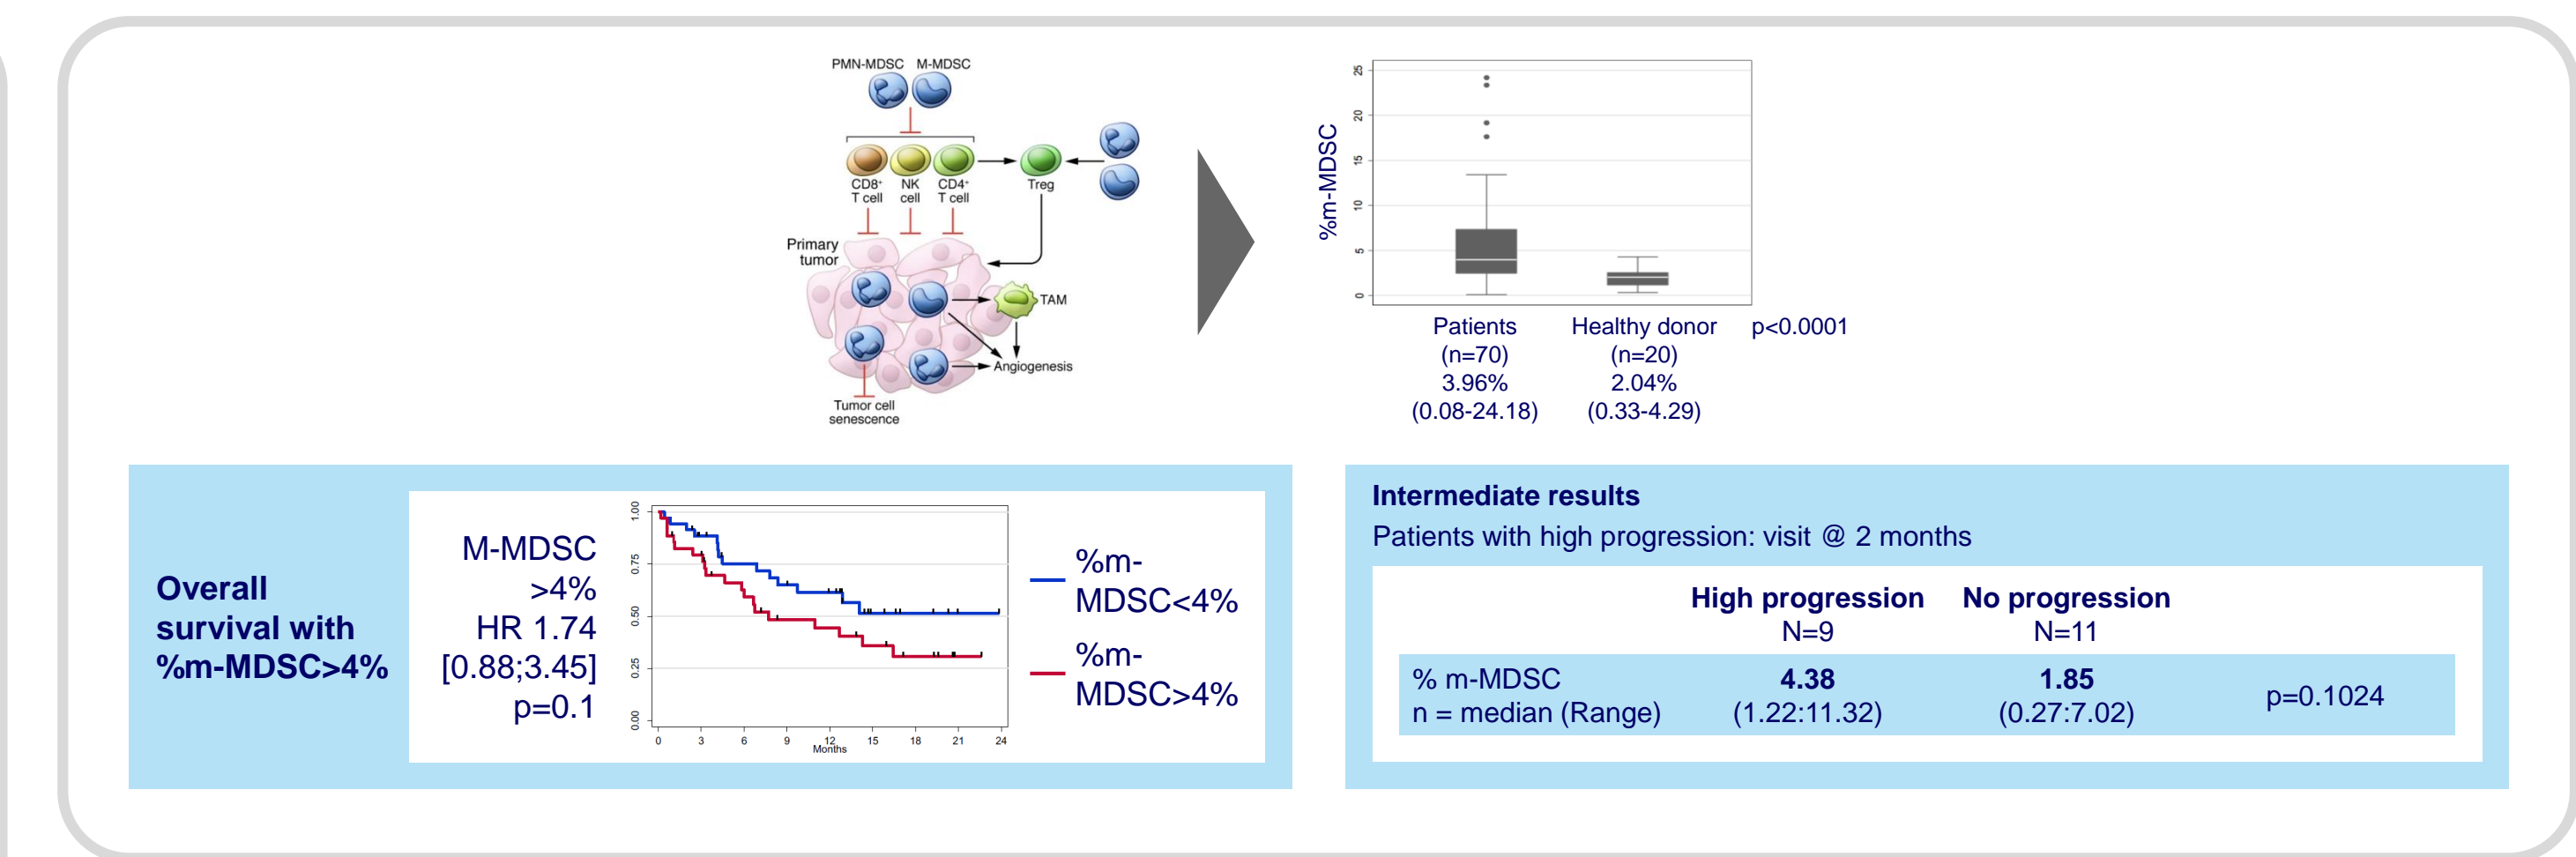 PMN-MDSC M-MDSC
CD8+ T cell
NK cell
CD4+ T cell
Treg
Primary
tumor
TAM
Angiogenesis
Tumor cell
senescence
%m-MDSC
25
20
15
10
5
0
Patients
(n=70)
3.96%
(0.08-24.18)
Healthy donor
(n=20)
2.04%
(0.33-4.29)
p<0.0001
Overall
survival with
%m-MDSC>4%
M-MDSC
>4%
HR 1.74
[0.88;3.45]
p=0.1
1.00
0.75
0.50
0.25
0.00
0 3 6 9 12 15 18 21 24
Months
%m-
MDSC<4%
%m-
MDSC>4%
Intermediate results
Patients with high progression: visit @ 2 months
High progression No progression
N=9 N=11
% m-MDSC 4.38 1.85
n = median (Range) (1.22:11.32) (0.27:7.02)
p=0.1024